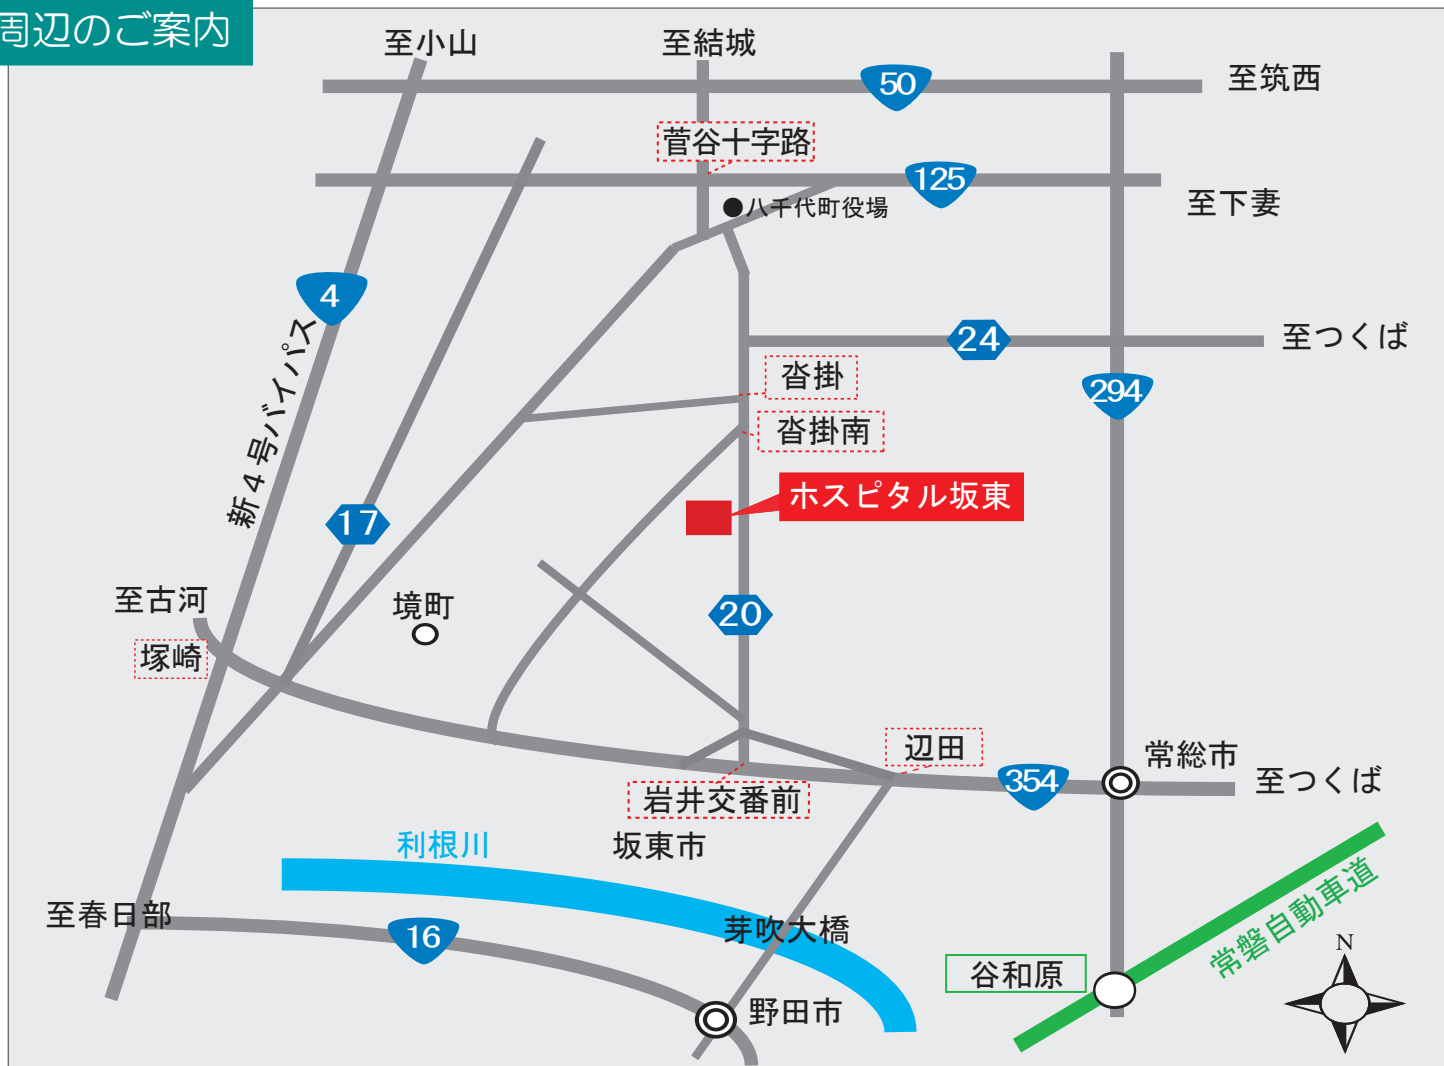 周辺のご案内
至小山
至結城
50
至筑西
菅谷十字路
125
至下妻
八千代町役場
4
新４号バイパス
24
至つくば
沓掛
294
沓掛南
ホスピタル坂東
17
至古河
境町
20
塚崎
辺田
常総市
354
至つくば
岩井交番前
利根川
坂東市
至春日部
16
芽吹大橋
常磐自動車道
N
谷和原
野田市